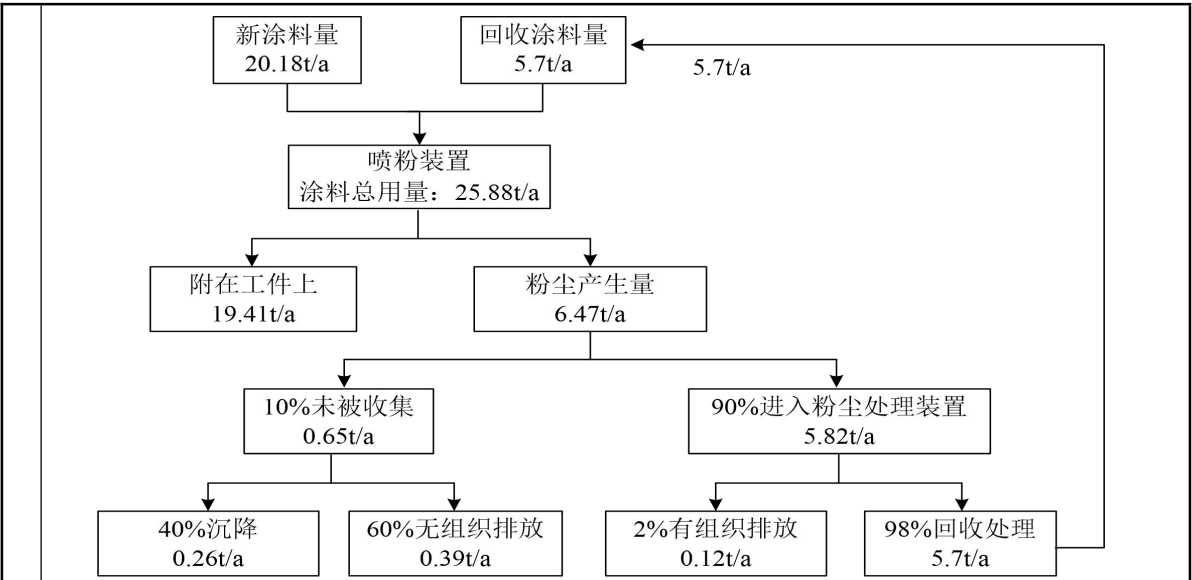 新涂料量
20.18t/a
回收涂料量
5.7t/a
5.7t/a
喷粉装置
涂料总用量：25.88t/a
附在工件上
19.41t/a
粉尘产生量
6.47t/a
10%未被收集
0.65t/a
90%进入粉尘处理装置
5.82t/a
40%沉降
0.26t/a
60%无组织排放
0.39t/a
2%有组织排放
0.12t/a
98%回收处理
5.7t/a